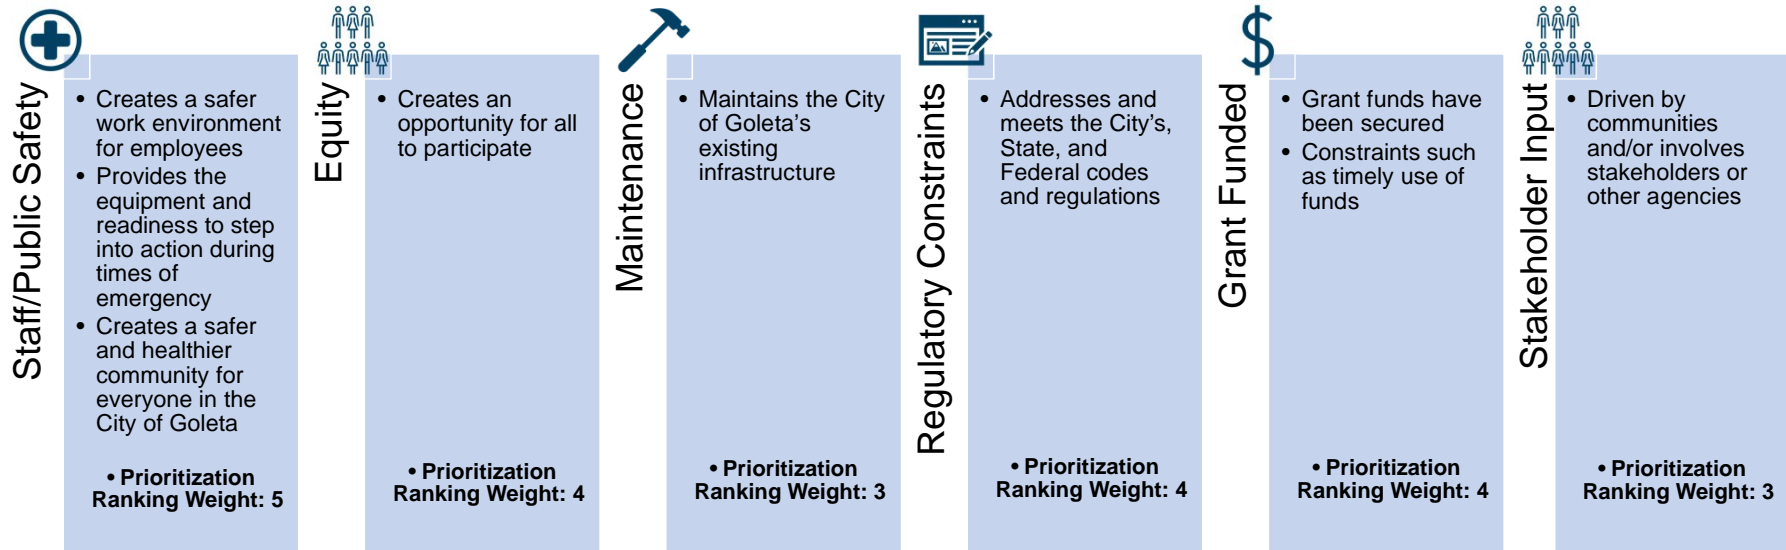 Staff/Public Safety
• Creates a safer
work environment
for employees
• Provides the
equipment and
readiness to step
into action during
times of
emergency
• Creates a safer
and healthier
community for
everyone in the
City of Goleta
• Prioritization
Ranking Weight: 5
Equity
• Creates an
opportunity for all
to participate
• Prioritization
Ranking Weight: 4
Maintenance
• Maintains the City
of Goleta’s
existing
infrastructure
• Prioritization
Ranking Weight: 3
Regulatory Constraints
• Addresses and
meets the City’s,
State, and
Federal codes
and regulations
• Prioritization
Ranking Weight: 4
Grant Funded
• Grant funds have
been secured
• Constraints such
as timely use of
funds
• Prioritization
Ranking Weight: 4
Stakeholder Input
• Driven by
communities
and/or involves
stakeholders or
other agencies
• Prioritization
Ranking Weight: 3